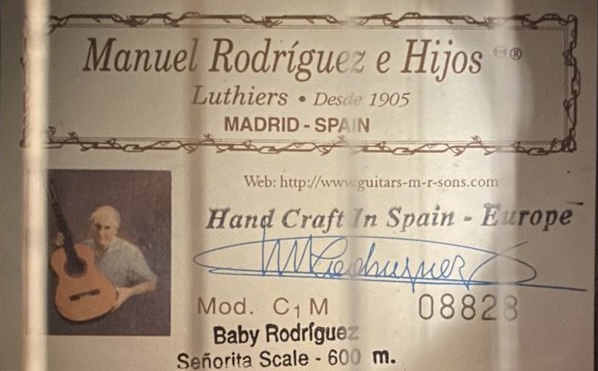 Manuel Rodríguez e Hijos ®
Luthiers • Desde 1905
MADRID - SPAIN
Web: http://www.guitars-m-r-sons.com
Hand Craft In Spain - Europe
Mod. C1 M 08828
Baby Rodríguez
Señorita Scale - 600 m.